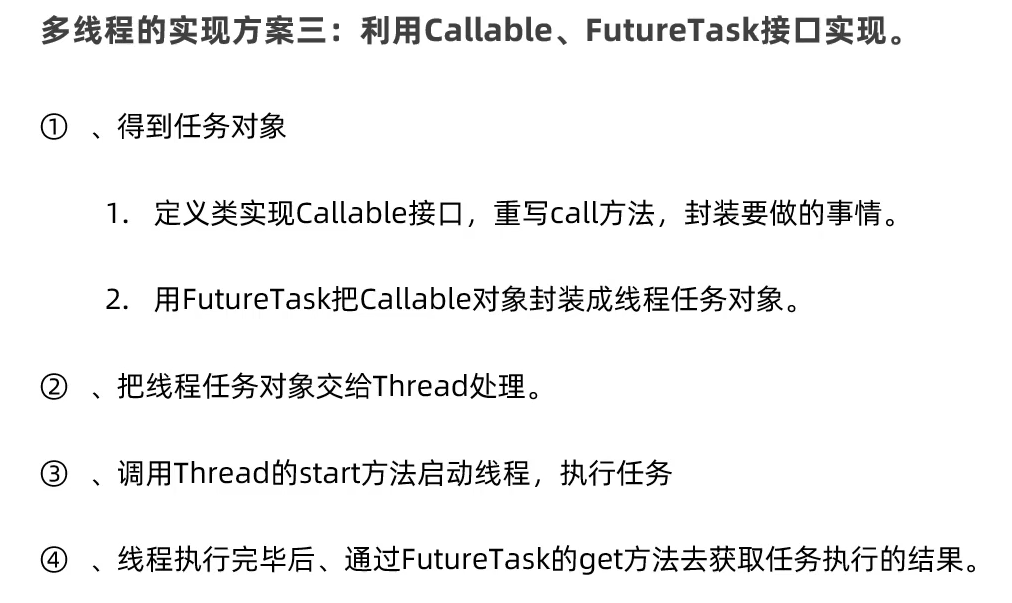 多线程的实现方案三：利用Callable、FutureTask接口实现。
① 、得到任务对象
1. 定义类实现Callable接口，重写call方法，封装要做的事情。
2. 用FutureTask把Callable对象封装成线程任务对象。
② 、把线程任务对象交给Thread处理。
③ 、调用Thread的start方法启动线程，执行任务
④ 、线程执行完毕后、通过FutureTask的get方法去获取任务执行的结果。